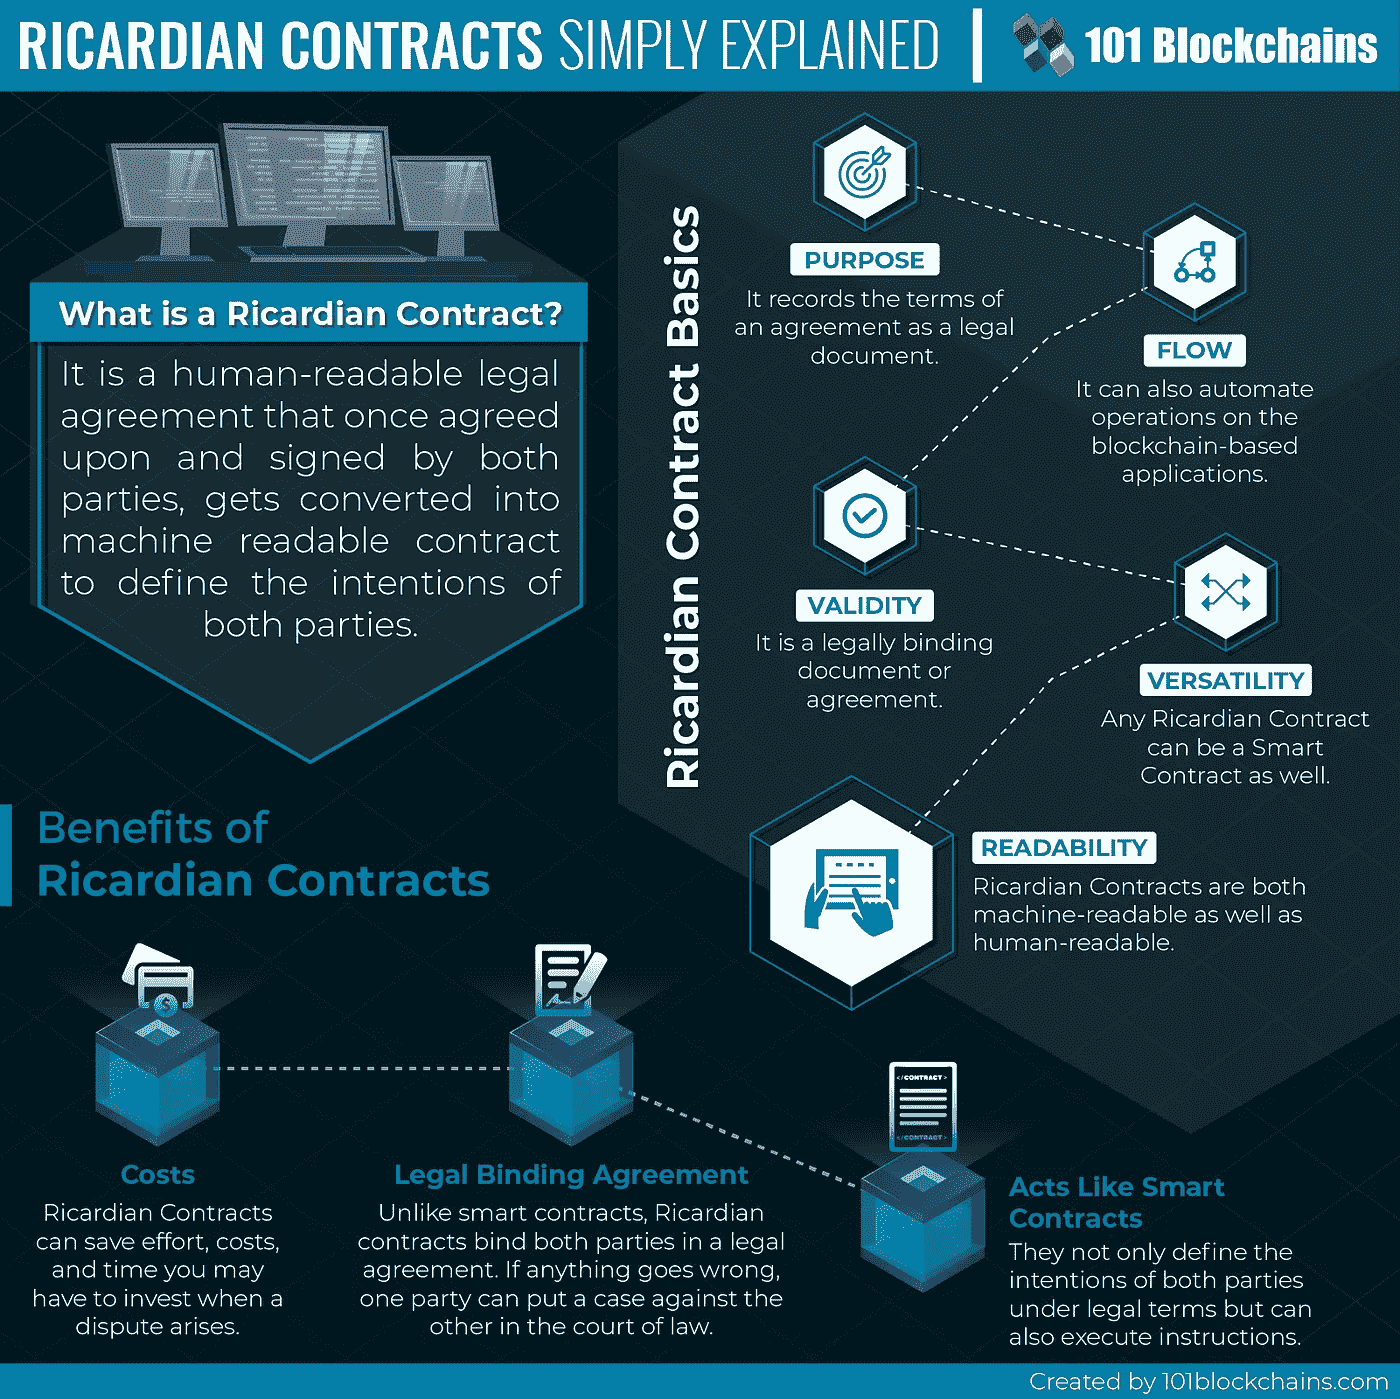 RICARDIAN CONTRACTS SIMPLY EXPLAINED
101 Blockchains
What is a Ricardian Contract?
It is a human-readable legal
agreement that once agreed
upon and signed by both
parties, gets converted into
machine readable contract
to define the intentions of
both parties.
Ricardian Contract Basics
PURPOSE
It records the terms of
an agreement as a legal
document.
FLOW
It can also automate
operations on the
blockchain-based
applications.
VALIDITY
It is a legally binding
document or
agreement.
VERSATILITY
Any Ricardian Contract
can be a Smart
Contract as well.
READABILITY
Ricardian Contracts are both
machine-readable as well as
human-readable.
Benefits of
Ricardian Contracts
$
Costs
Ricardian Contracts
can save effort, costs,
and time you may
have to invest when a
dispute arises.
Legal Binding Agreement
Unlike smart contracts, Ricardian
contracts bind both parties in a legal
agreement. If anything goes wrong,
one party can put a case against the
other in the court of law.
</CONTRACT>
</CONTRACT>
Acts Like Smart
Contracts
They not only define the
intentions of both parties
under legal terms but can
also execute instructions.
Created by 101blockchains.com